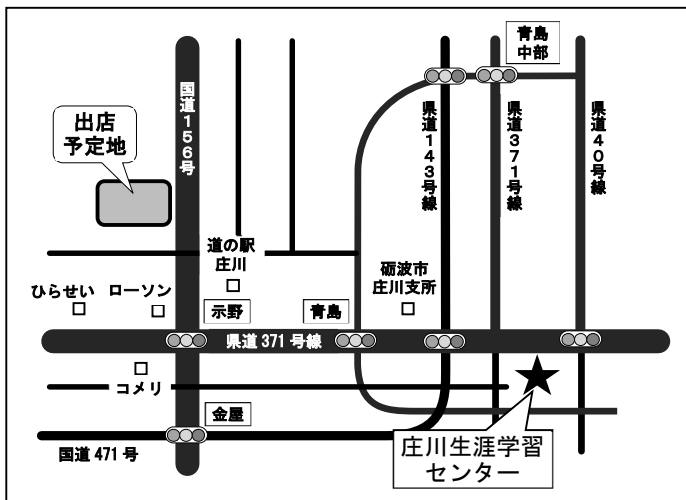 青島
中部
国道156号
出店
予定地
県道143号線
県道371号線
県道40号線
道の駅
庄川
砺波市
庄川支所
ひらせい
ローソン
示野
青島
県道371号線
コメリ
金屋
国道471号
庄川生涯学習
センター